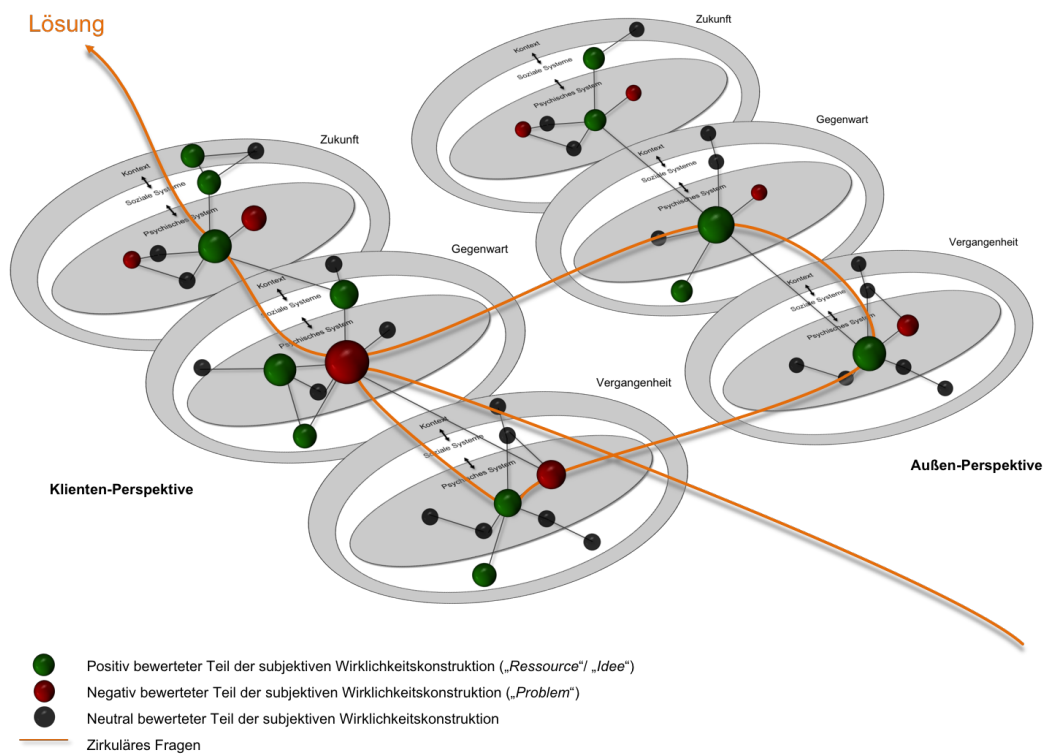 Lösung
Zukunft
Kontext
Soziale Systeme
Psychisches System
Gegenwart
Kontext
Soziale Systeme
Psychisches System
Zukunft
Kontext
Soziale Systeme
Psychisches System
Gegenwart
Kontext
Soziale Systeme
Psychisches System
Vergangenheit
Kontext
Soziale Systeme
Psychisches System
Vergangenheit
Kontext
Soziale Systeme
Psychisches System
Klienten-Perspektive
Außen-Perspektive
Positiv bewerteter Teil der subjektiven Wirklichkeitskonstruktion („Ressource“/ „Idee“)
Negativ bewerteter Teil der subjektiven Wirklichkeitskonstruktion („Problem“)
Neutral bewerteter Teil der subjektiven Wirklichkeitskonstruktion
Zirkuläres Fragen